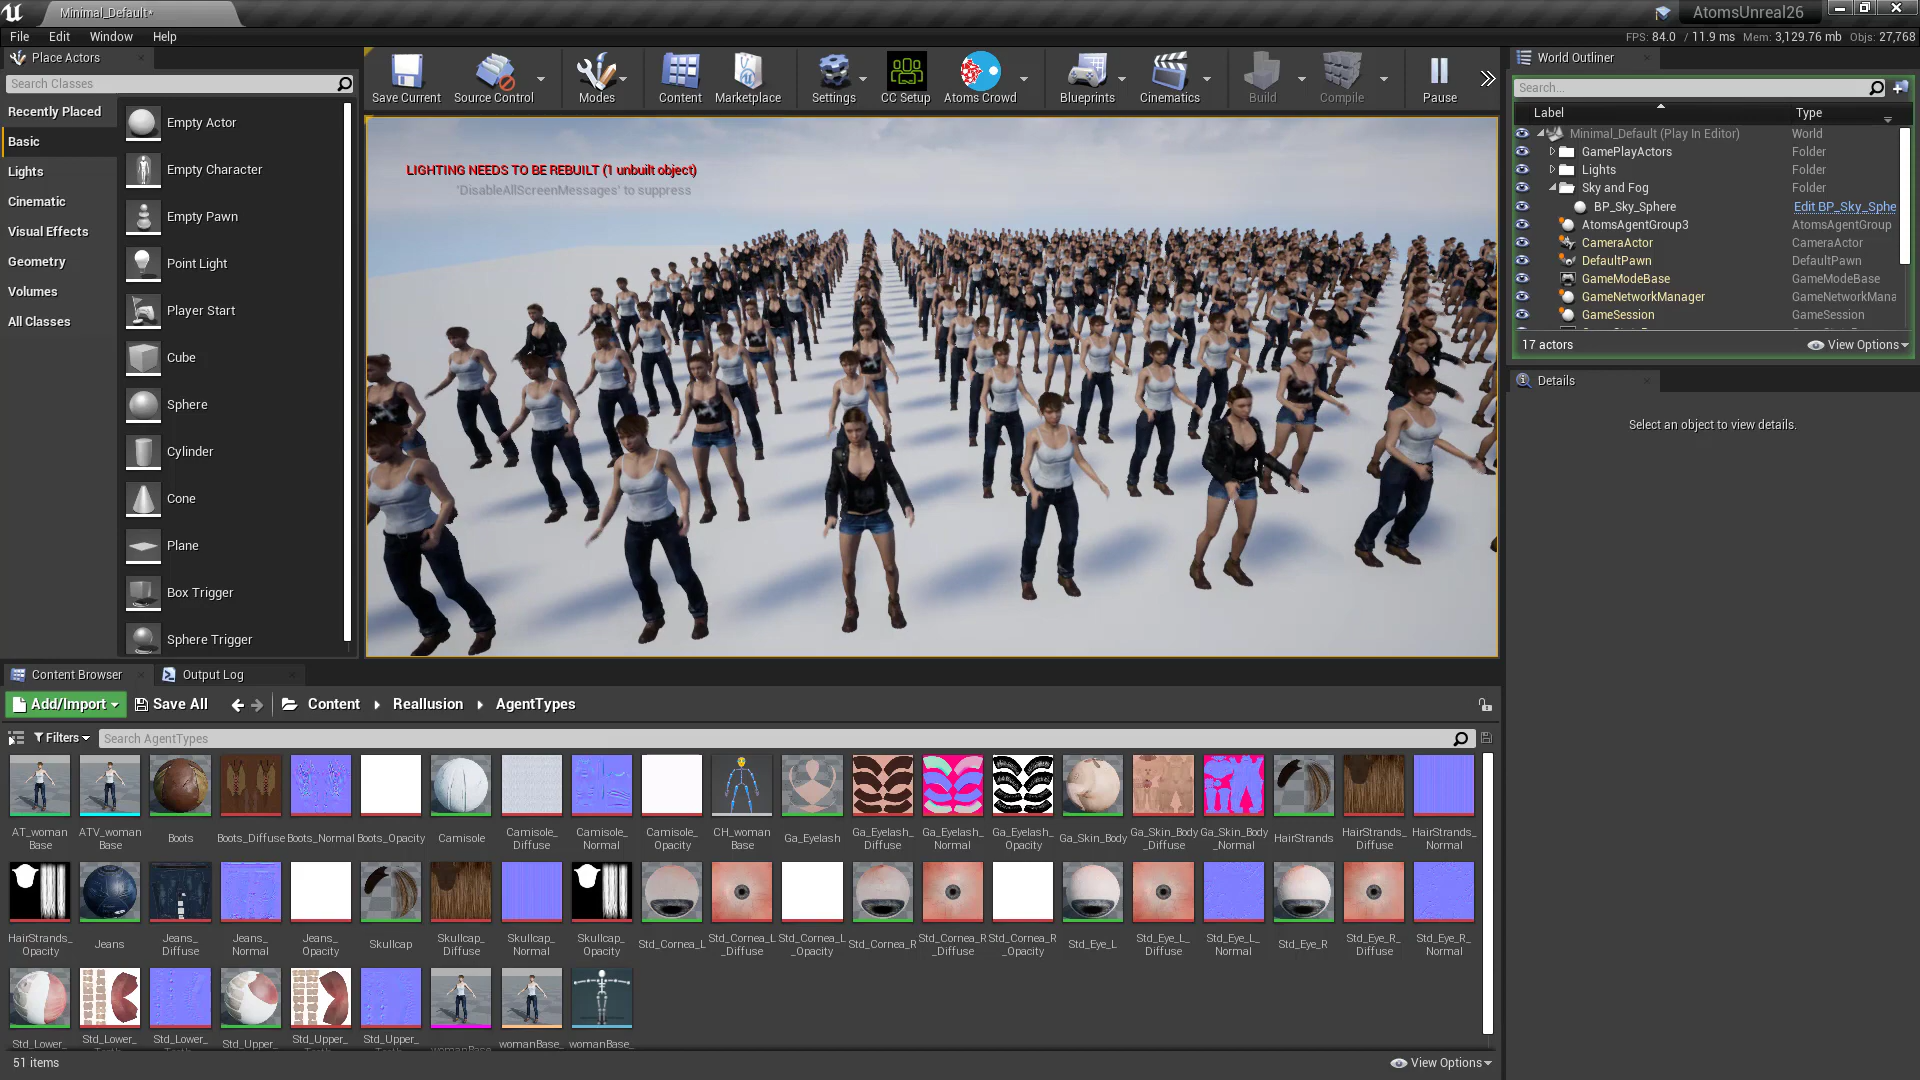 Minimal_Default*
AtomsUnreal26
File Edit Window Help
FPS: 84.0 / 11.9 ms Mem: 3,129.76 mb Objs: 27,768
Place Actors
Search Classes
Recently Placed
Basic
Lights
Cinematic
Visual Effects
Geometry
Volumes
All Classes
Empty Actor
Empty Character
Empty Pawn
Point Light
Player Start
Cube
Sphere
Cylinder
Cone
Plane
Box Trigger
Sphere Trigger
Save Current Source Control Modes Content Marketplace Settings CC Setup Atoms Crowd Blueprints Cinematics Build Compile Pause
LIGHTING NEEDS TO BE REBUILT (1 unbuilt object)
'DisableAllScreenMessages' to suppress
World Outliner
Search...
Label Type
Minimal_Default (Play In Editor) World
GamePlayActors Folder
Lights Folder
Sky and Fog Folder
BP_Sky_Sphere Edit BP_Sky_Sphe
AtomsAgentGroup3 AtomsAgentGroup
CameraActor CameraActor
DefaultPawn DefaultPawn
GameModeBase GameModeBase
GameNetworkManager GameNetworkMana
GameSession GameSession
17 actors View Options
Details
Select an object to view details.
Content Browser Output Log
Add/Import Save All Content Reallusion AgentTypes
Filters Search AgentTypes
AT_woman Base ATV_woman Base Boots Boots_Diffuse Boots_Normal Boots_Opacity Camisole Camisole_ Diffuse Camisole_ Normal Camisole_ Opacity CH_woman Base Ga_Eyelash Ga_Eyelash_ Diffuse Ga_Eyelash_ Normal Ga_Eyelash_ Opacity Ga_Skin_Body Ga_Skin_Body _Diffuse Ga_Skin_Body _Normal HairStrands HairStrands_ Diffuse HairStrands_ Normal
HairStrands_ Opacity Jeans Jeans_ Diffuse Jeans_ Normal Jeans_ Opacity Skullcap Skullcap_ Diffuse Skullcap_ Normal Skullcap_ Opacity Std_Cornea_L Std_Cornea_L _Diffuse Std_Cornea_L _Opacity Std_Cornea_R Std_Cornea_R _Diffuse Std_Cornea_R _Opacity Std_Eye_L Std_Eye_L_ Diffuse Std_Eye_L_ Normal Std_Eye_R Std_Eye_R_ Diffuse Std_Eye_R_ Normal
Std_Lower_ Std_Lower_ Std_Lower_ Std_Upper_ Std_Upper_ Std_Upper_ womanBase_ womanBase_
51 items View Options